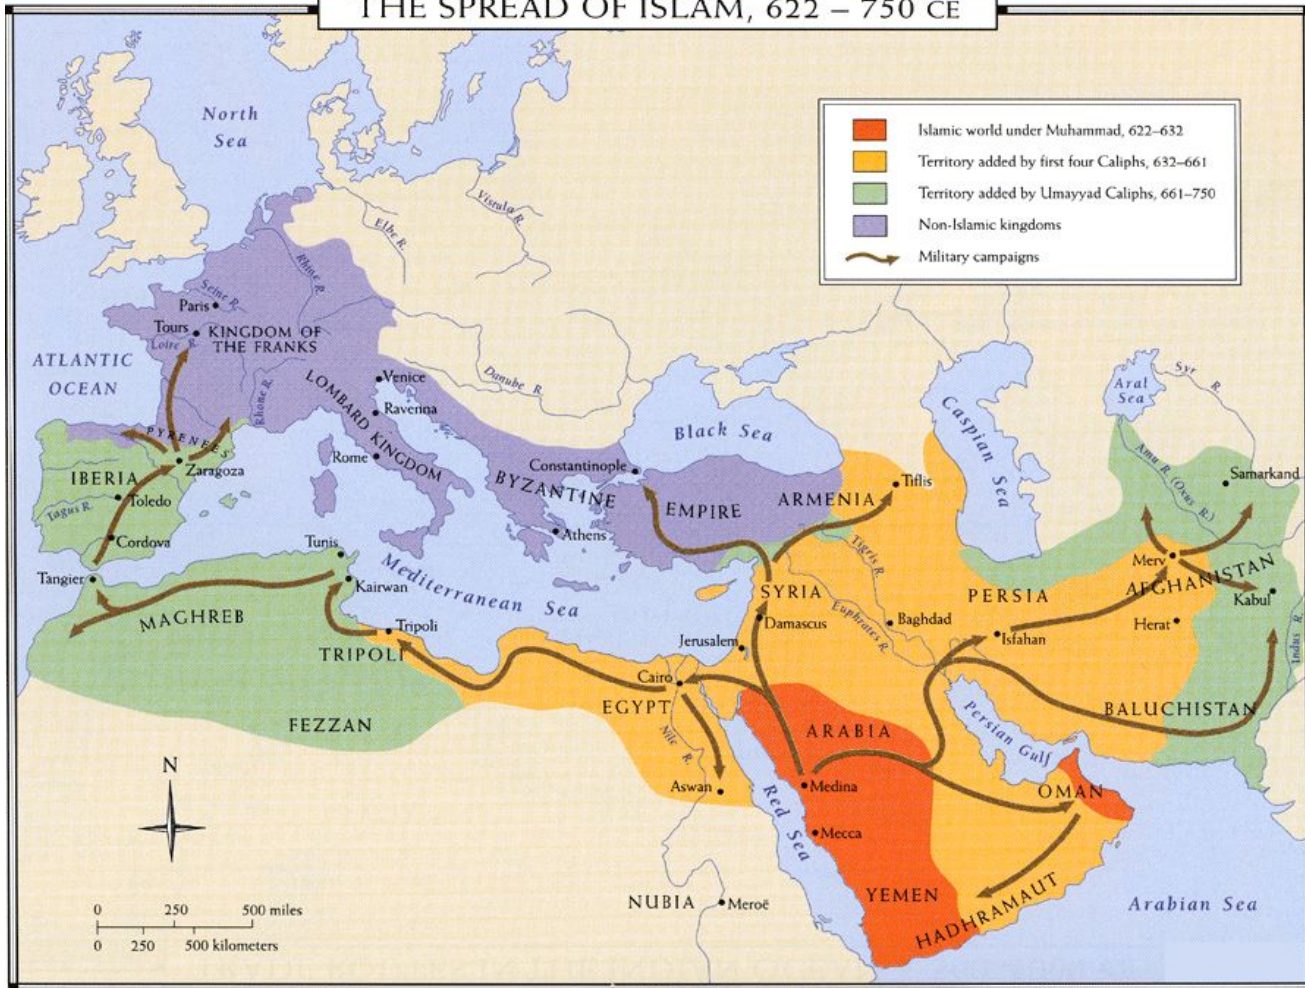 THE SPREAD OF ISLAM, 622 – 750 CE
Islamic world under Muhammad, 622–632
Territory added by first four Caliphs, 632–661
Territory added by Umayyad Caliphs, 661–750
Non-Islamic kingdoms
Military campaigns
North
Sea
Elbe R.
Vistula R.
Rhine R.
Seine R.
Paris
Tours
Loire R.
KINGDOM OF
THE FRANKS
ATLANTIC
OCEAN
Rhone R.
LOMBARD KINGDOM
Venice
Ravenna
Rome
Danube R.
Black Sea
Caspian
Sea
Aral
Sea
Syr R.
Amu R. (Oxus R.)
Samarkand
PYRENEES
Zaragoza
IBERIA
Toledo
Tagus R.
Cordova
Constantinople
BYZANTINE
EMPIRE
Athens
ARMENIA
Tiflis
Tigris R.
Euphrates R.
Tunis
Tangier
Kairwan
MAGHREB
Mediterranean Sea
Tripoli
TRIPOLI
FEZZAN
SYRIA
Damascus
Jerusalem
Baghdad
PERSIA
Isfahan
Merv
AFGHANISTAN
Kabul
Herat
Indus R.
BALUCHISTAN
Cairo
EGYPT
Nile R.
Aswan
ARABIA
Medina
Mecca
Red Sea
Persian Gulf
OMAN
YEMEN
HADHRAMAUT
NUBIA
Meroë
Arabian Sea
N
0 250 500 miles
0 250 500 kilometers